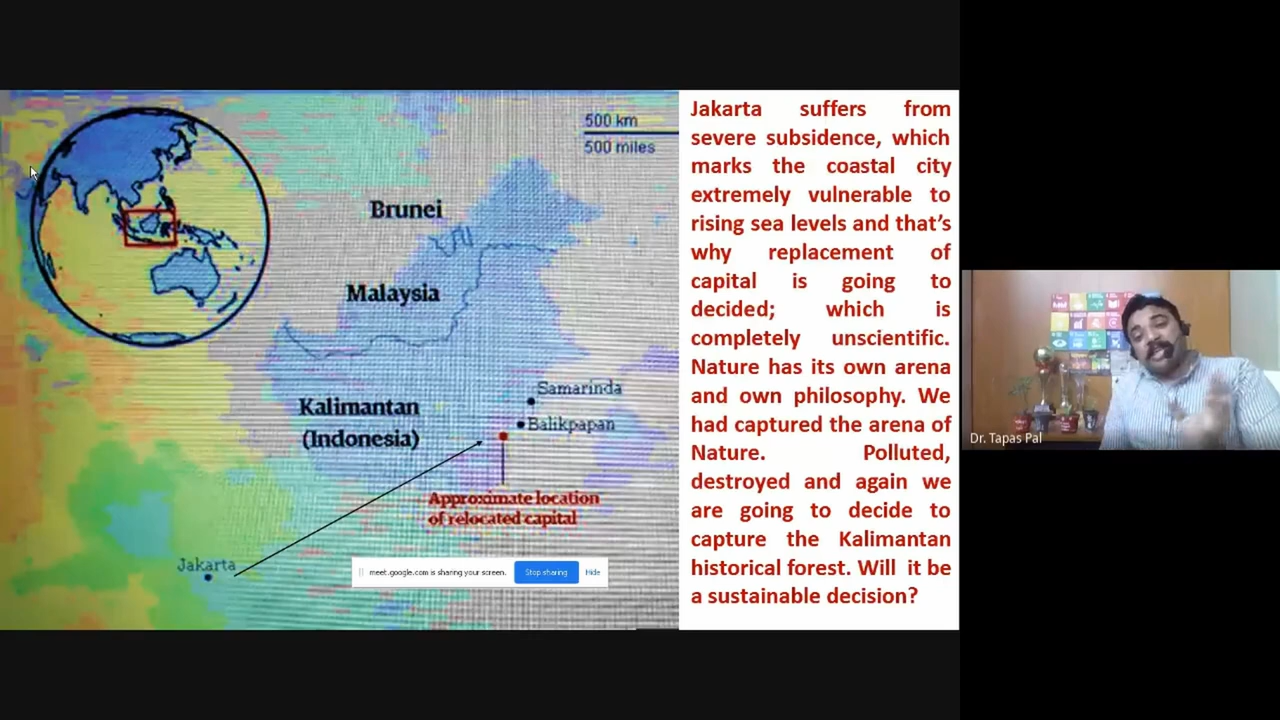 500 km
500 miles
Brunei
Malaysia
Samarinda
Kalimantan
(Indonesia)
Balikpapan
Approximate location
of relocated capital
Jakarta
meet.google.com is sharing your screen.
Stop sharing
Hide
Jakarta suffers from
severe subsidence, which
marks the coastal city
extremely vulnerable to
rising sea levels and that's
why replacement of
capital is going to
decided; which is
completely unscientific.
Nature has its own arena
and own philosophy. We
had captured the arena of
Nature. Polluted,
destroyed and again we
are going to decide to
capture the Kalimantan
historical forest. Will it be
a sustainable decision?
Dr. Tapas Pal